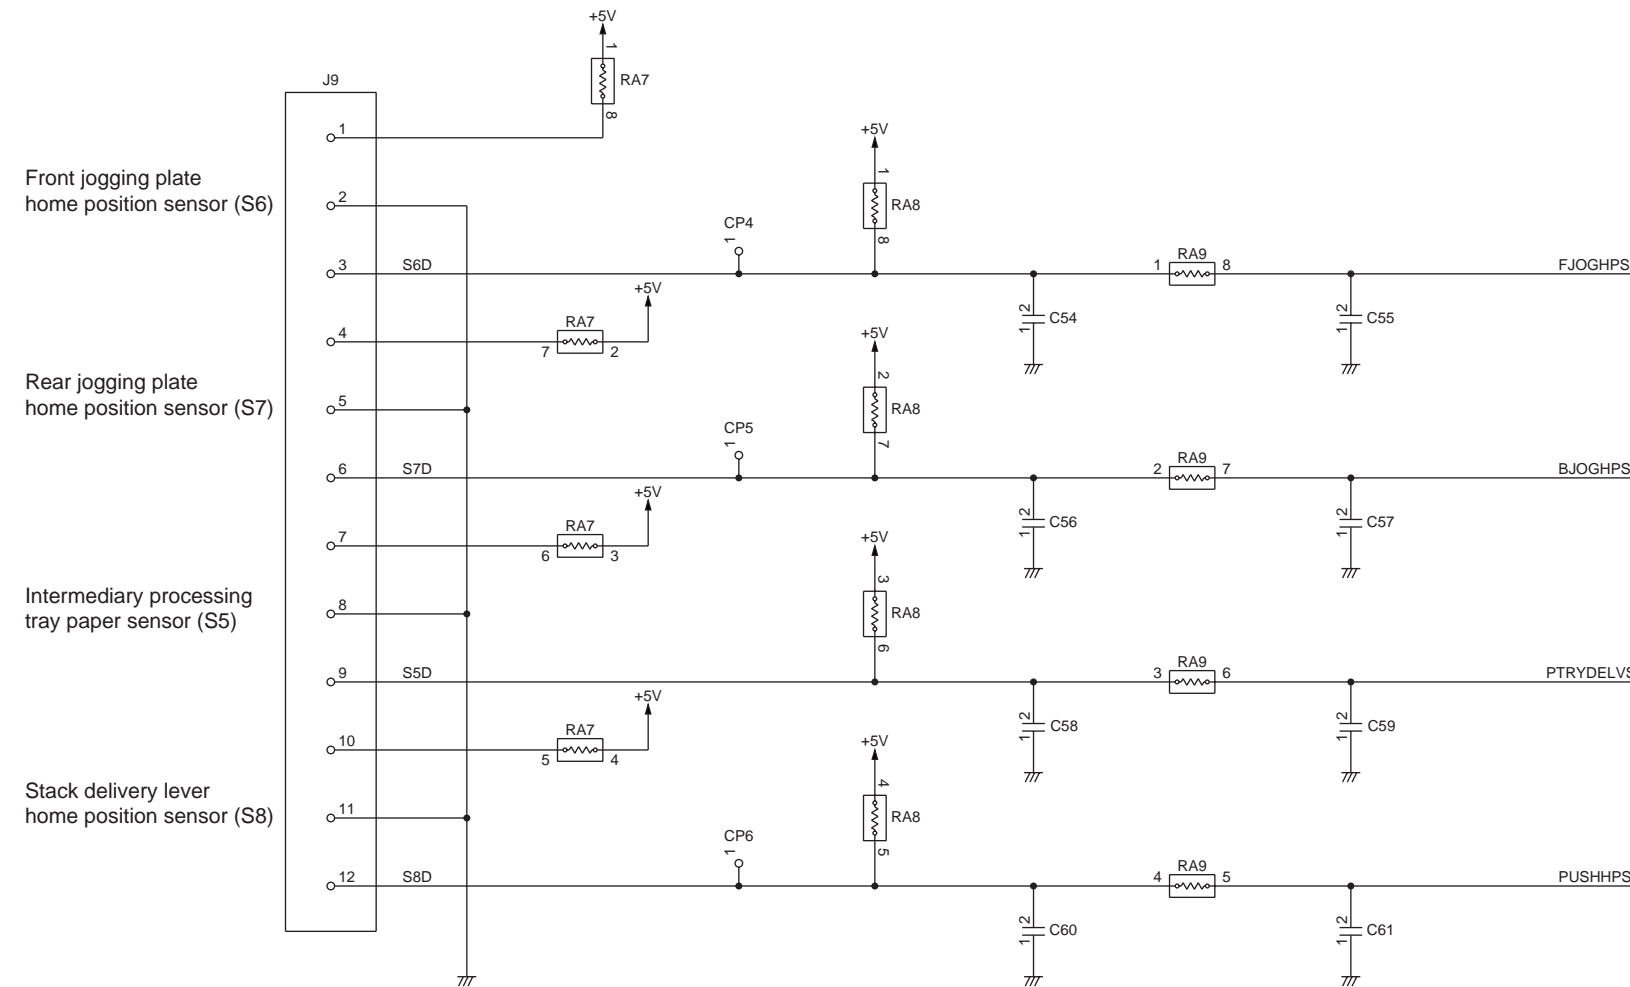 +5V
1
J9
RA7
8
1
+5V
1
Front jogging plate
home position sensor (S6)
2
RA8
CP4
1
8
3
S6D
1
RA9
8
FJOGHPS
+5V
2
1
C54
2
1
C55
4
RA7
7
2
+5V
2
Rear jogging plate
home position sensor (S7)
5
RA8
CP5
1
7
6
S7D
2
RA9
7
BJOGHPS
+5V
2
1
C56
2
1
C57
7
RA7
6
3
+5V
3
Intermediary processing
tray paper sensor (S5)
8
RA8
6
9
S5D
3
RA9
6
PTRYDELVS
+5V
2
1
C58
2
1
C59
10
RA7
5
4
+5V
4
Stack delivery lever
home position sensor (S8)
11
RA8
CP6
1
5
12
S8D
4
RA9
5
PUSHHPS
2
1
C60
2
1
C61